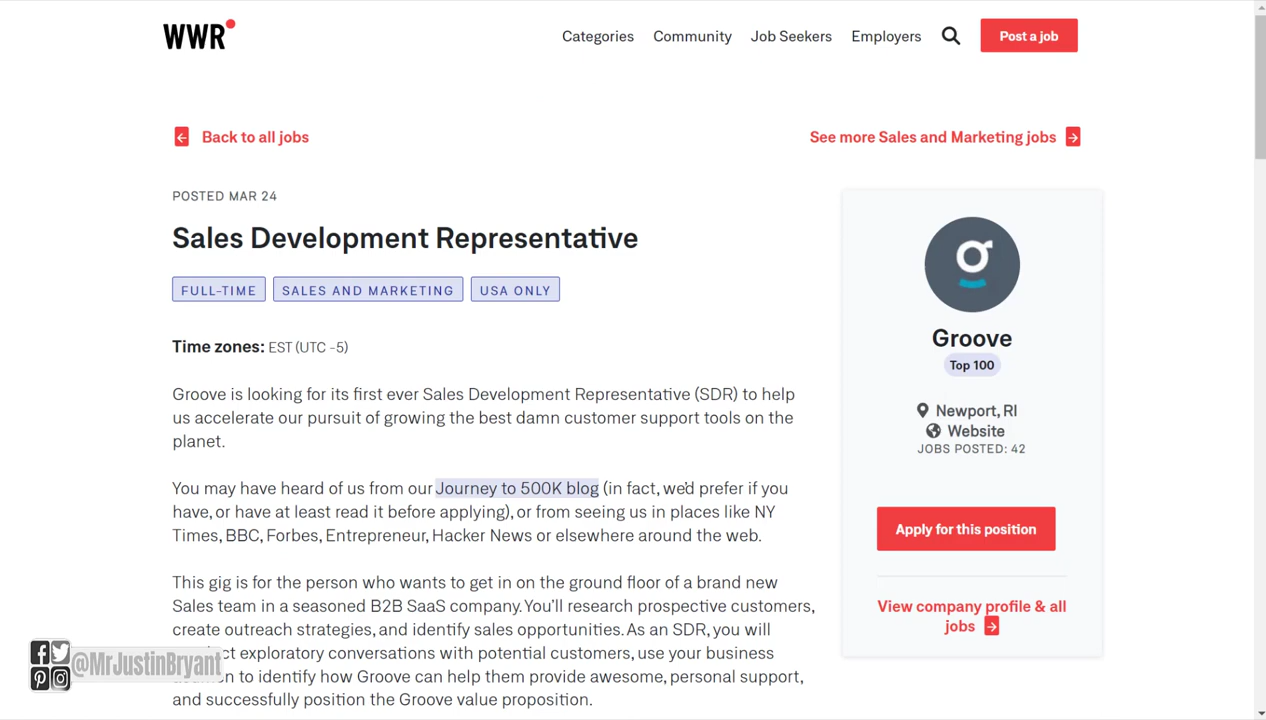 WWR
Categories Community Job Seekers Employers Post a job
Back to all jobs
See more Sales and Marketing jobs
POSTED MAR 24
Sales Development Representative
FULL-TIME SALES AND MARKETING USA ONLY
Time zones: EST (UTC -5)
Groove is looking for its first ever Sales Development Representative (SDR) to help
us accelerate our pursuit of growing the best damn customer support tools on the
planet.
You may have heard of us from our Journey to 500K blog (in fact, we'd prefer if you
have, or have at least read it before applying), or from seeing us in places like NY
Times, BBC, Forbes, Entrepreneur, Hacker News or elsewhere around the web.
This gig is for the person who wants to get in on the ground floor of a brand new
Sales team in a seasoned B2B SaaS company. You'll research prospective customers,
create outreach strategies, and identify sales opportunities. As an SDR, you will
exploratory conversations with potential customers, use your business
to identify how Groove can help them provide awesome, personal support,
and successfully position the Groove value proposition.
g
Groove
Top 100
Newport, RI
Website
JOBS POSTED: 42
Apply for this position
View company profile & all
jobs
@MrJustinBryant